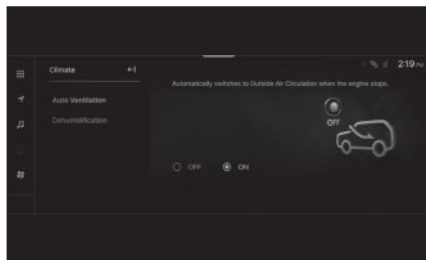 2:19 PM
Climate
Automatically switches to Outside Air Circulation when the engine stops.
Auto Ventilation
OFF
Dehumidification
OFF
ON